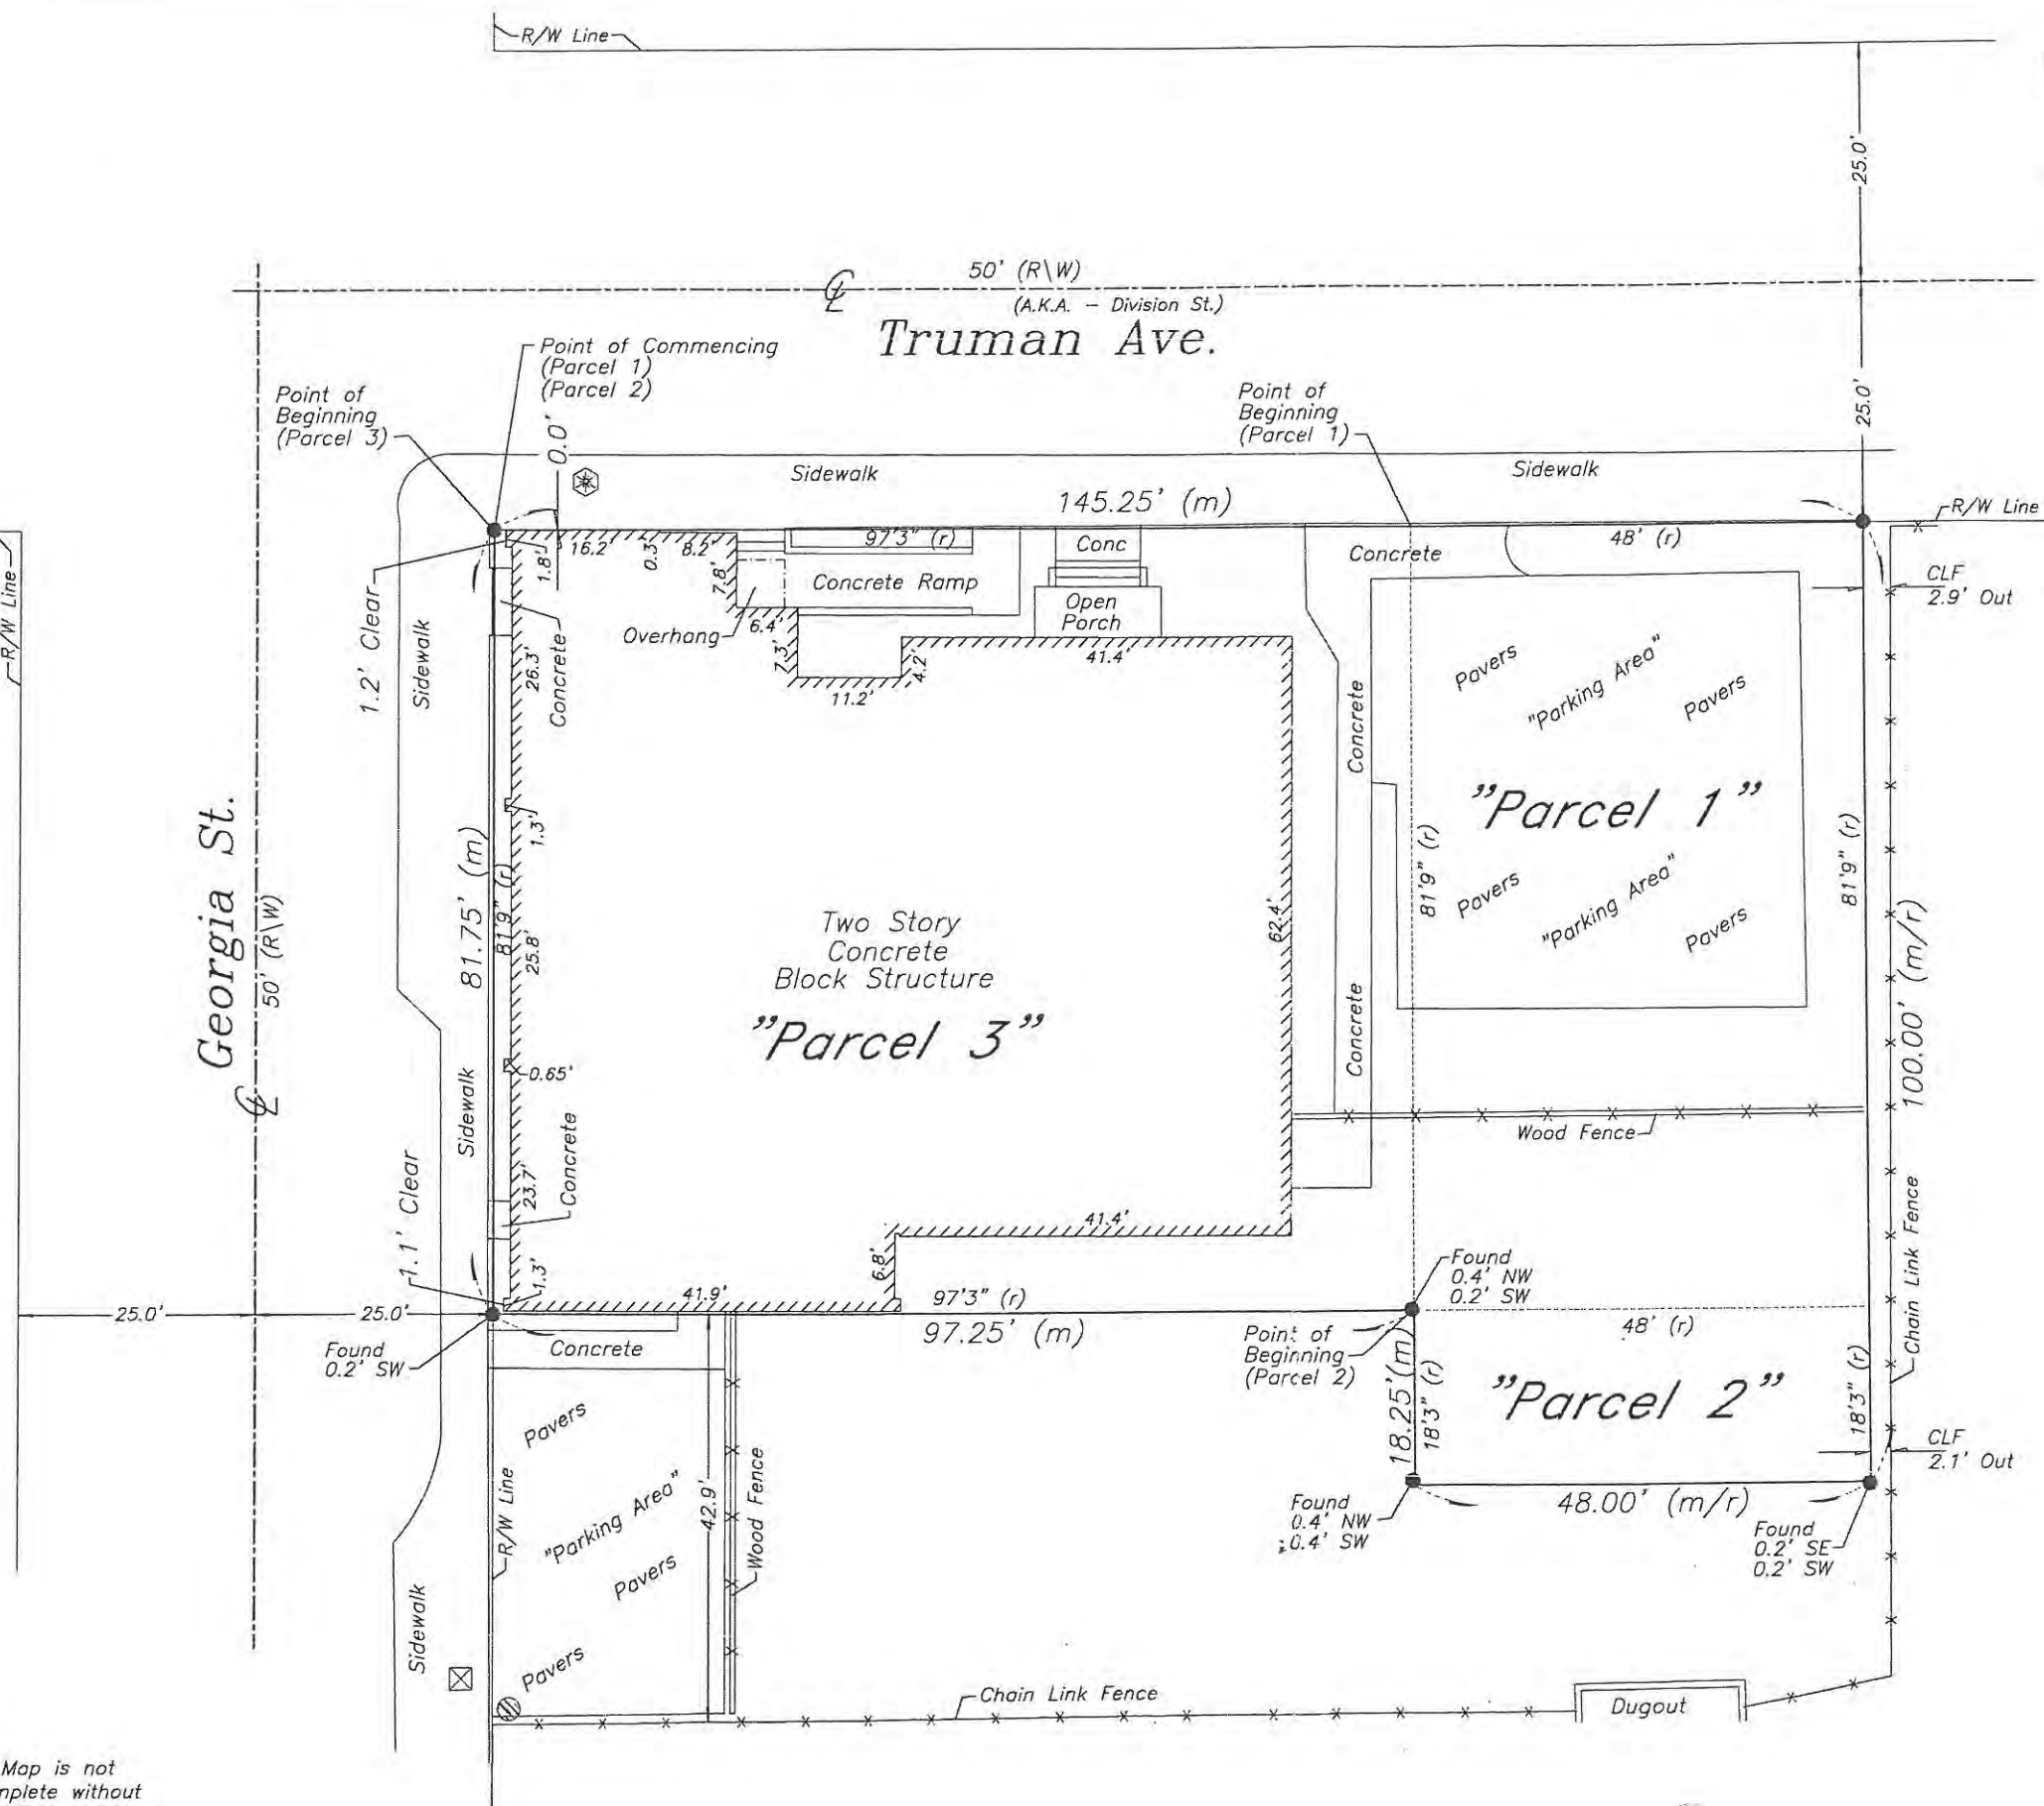 R/W Line
25.0'
50' (R\W)
(A.K.A. - Division St.)
Truman Ave.
Point of Commencing
(Parcel 1)
(Parcel 2)
Point of
Beginning
(Parcel 3)
0.0'
Point of
Beginning
(Parcel 1)
25.0'
Sidewalk
Sidewalk
145.25' (m)
R/W Line
R/W Line
16.2'
0.3'
8.2'
97'3" (r)
Conc
Concrete
48' (r)
1.8'
7.8'
Concrete Ramp
CLF
2.9' Out
1.2' Clear
Sidewalk
Overhang
6.4'
Open
Porch
7.3'
11.2'
4.2'
41.4'
26.3'
Concrete
Concrete
Pavers
"Parking Area"
Pavers
"Parcel 1"
81'9" (r)
81'9" (r)
Pavers
"Parking Area"
Pavers
Georgia St.
50' (R\W)
81.75' (m)
81'9" (r)
1.3'
25.8'
Two Story
Concrete
Block Structure
"Parcel 3"
62.4'
100.00' (m/r)
Concrete
Sidewalk
0.65'
Wood Fence
1.1' Clear
23.7'
Concrete
1.3'
41.4'
6.8'
Chain Link Fence
Found
0.4' NW
0.2' SW
25.0'
25.0'
41.9'
97'3" (r)
97.25' (m)
48' (r)
Found
0.2' SW
Concrete
Point of
Beginning
(Parcel 2)
18.25'(m)
18'3" (r)
"Parcel 2"
18'3" (r)
CLF
2.1' Out
Pavers
R/W Line
"Parking Area"
42.9'
Wood Fence
Pavers
Found
0.4' NW
0.4' SW
48.00' (m/r)
Found
0.2' SE
0.2' SW
Sidewalk
Pavers
Chain Link Fence
Dugout
Map is not
mplete without